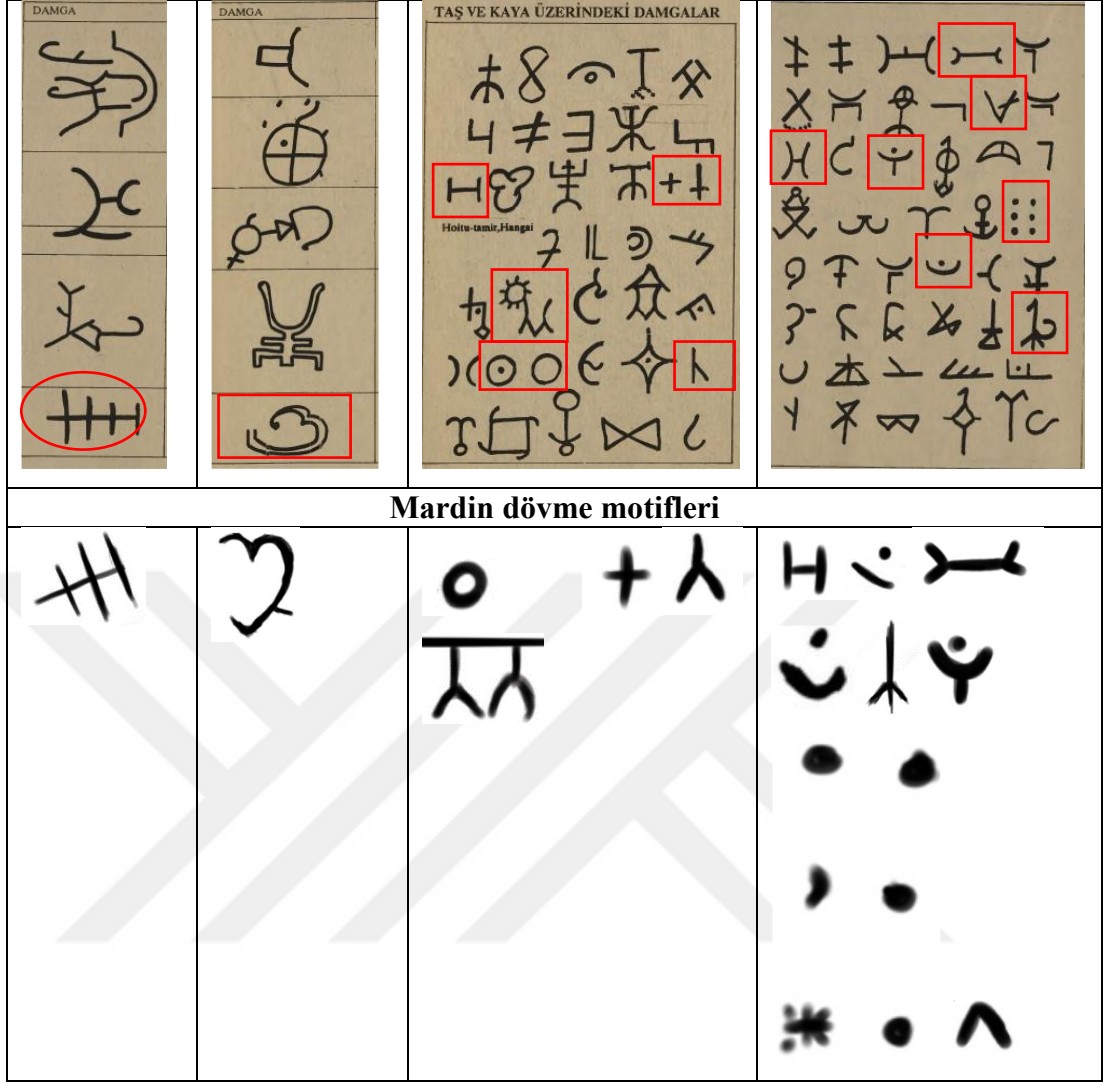 DAMGA
DAMGA
TAŞ VE KAYA ÜZERİNDEKİ DAMGALAR
Hoitu-tamir,Hangai
Mardin dövme motifleri